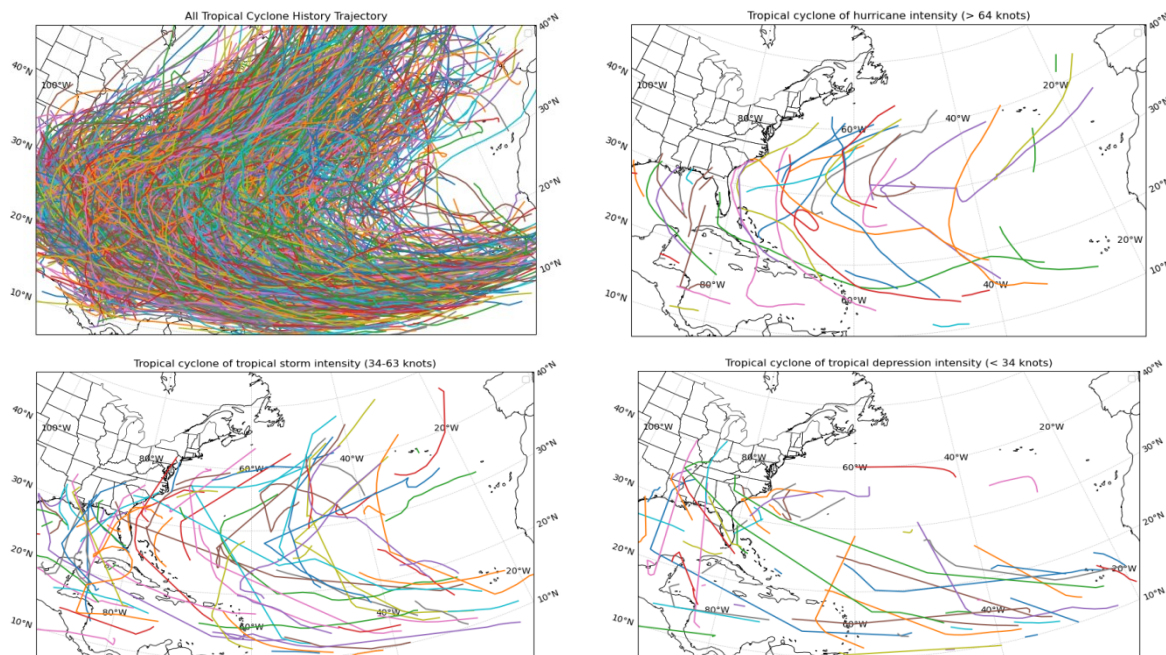 All Tropical Cyclone History Trajectory
40°N
40°N
100°W
30°N
30°N
20°N
20°N
10°N
10°N
Tropical cyclone of hurricane intensity (> 64 knots)
40°N
40°N
20°W
100°W
80°W
60°W
40°W
30°N
30°N
20°N
20°N
20°W
80°W
60°W
40°W
10°N
10°N
Tropical cyclone of tropical storm intensity (34-63 knots)
40°N
40°N
100°W
80°W
60°W
40°W
20°W
30°N
30°N
20°N
20°N
20°W
80°W
60°W
40°W
10°N
10°N
Tropical cyclone of tropical depression intensity (< 34 knots)
40°N
40°N
100°W
80°W
60°W
40°W
20°W
30°N
30°N
20°N
20°N
20°W
80°W
40°W
10°N
10°N